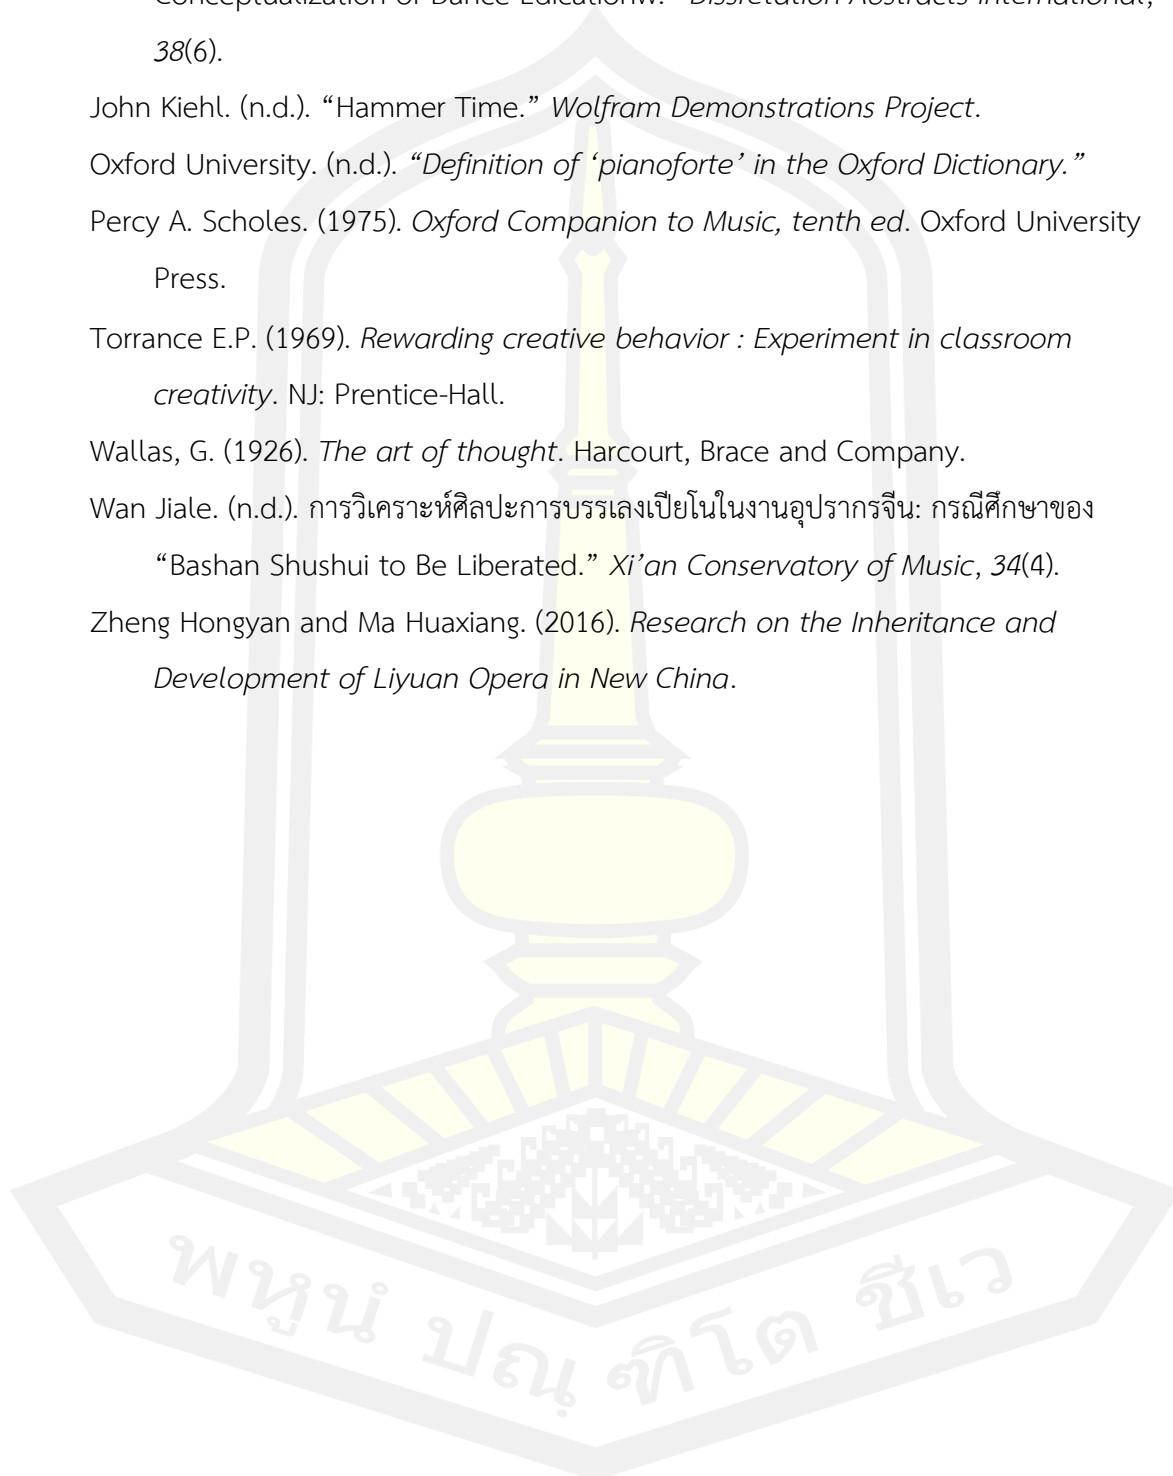 Conceptualization of Dance Edicationw." Dissretation Abstracts International,
38(6).
John Kiehl. (n.d.). “Hammer Time.” Wolfram Demonstrations Project.
Oxford University. (n.d.). “Definition of ‘pianoforte’ in the Oxford Dictionary.”
Percy A. Scholes. (1975). Oxford Companion to Music, tenth ed. Oxford University
Press.
Torrance E.P. (1969). Rewarding creative behavior : Experiment in classroom
creativity. NJ: Prentice-Hall.
Wallas, G. (1926). The art of thought. Harcourt, Brace and Company.
Wan Jiale. (n.d.). การวิเคราะห์ศิลปะการบรรเลงเปียโนในงานอุปรากรจีน: กรณีศึกษาของ
“Bashan Shushui to Be Liberated.” Xi’an Conservatory of Music, 34(4).
Zheng Hongyan and Ma Huaxiang. (2016). Research on the Inheritance and
Development of Liyuan Opera in New China.
พหูนํ ปณฺฑิโต ชีเว